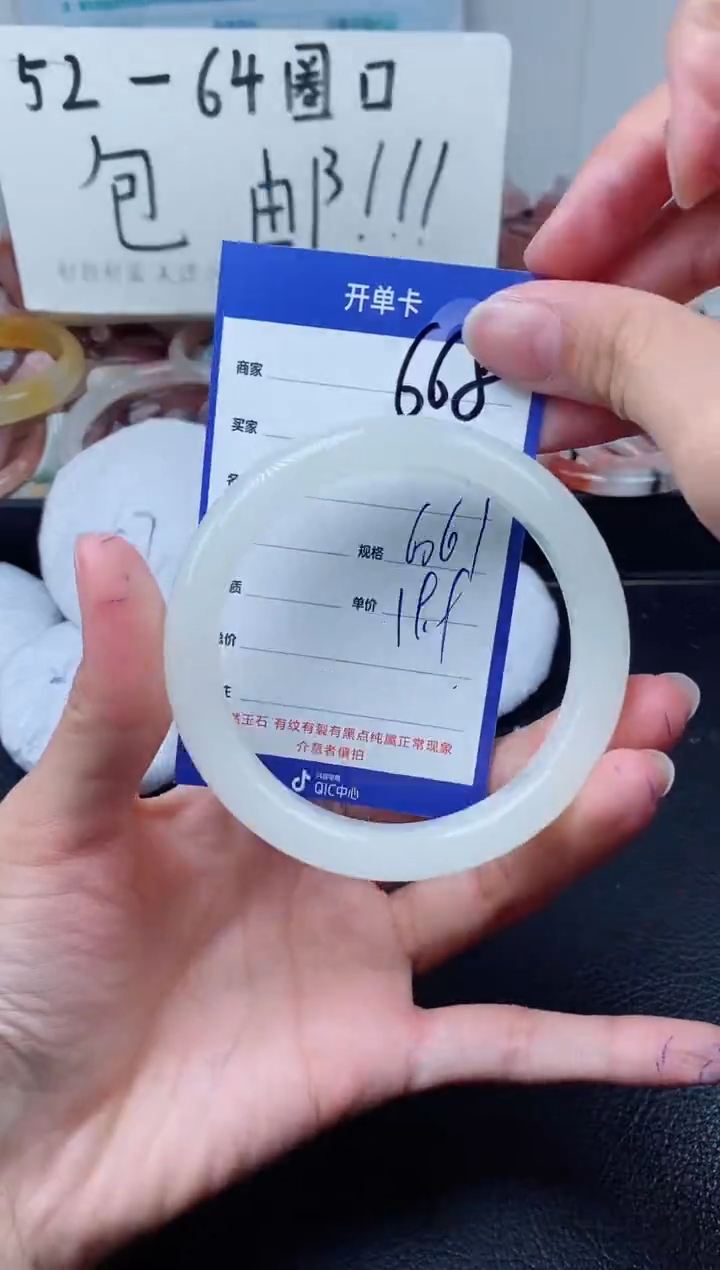 52-64圈口
包邮!!!
开单卡
商家
668
买家
规格 661
质
单价
价
玉石 有纹有裂有黑点纯属正常现象
介意者慎拍
QIC中心